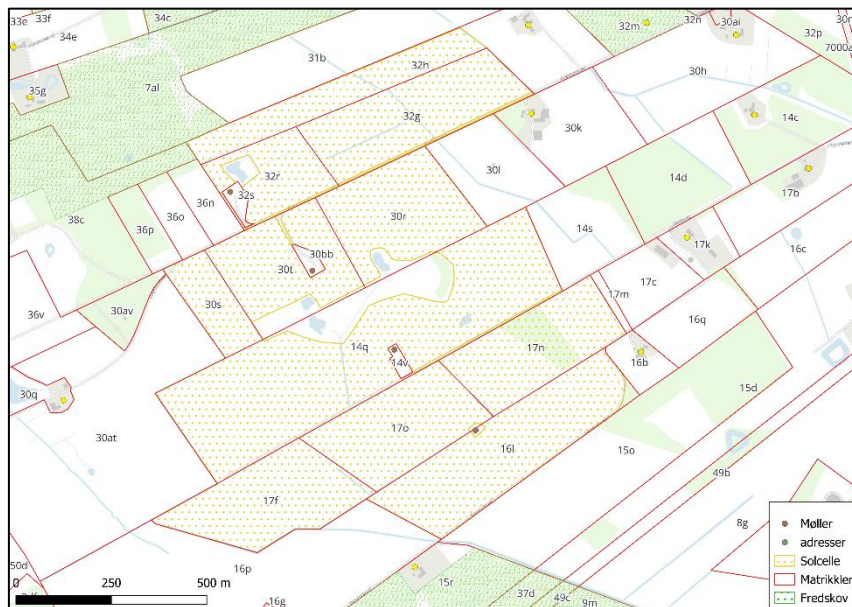 33e
33f
34c
34e
31b
32h
32m
32n
30ai
32p
7000a
35g
7al
30h
32g
30k
14c
32r
30l
14d
17b
36n
32s
36o
36p
38c
30r
14s
17k
16c
30bb
30t
17c
17m
30s
36v
30av
16q
14q
14v
17n
16b
30q
15d
30at
17o
15o
16l
49b
17f
8g
16p
50d
15r
37d
49c
9m
16g
0 250 500 m
Møller
adresser
Solcelle
Matrikler
Fredskov